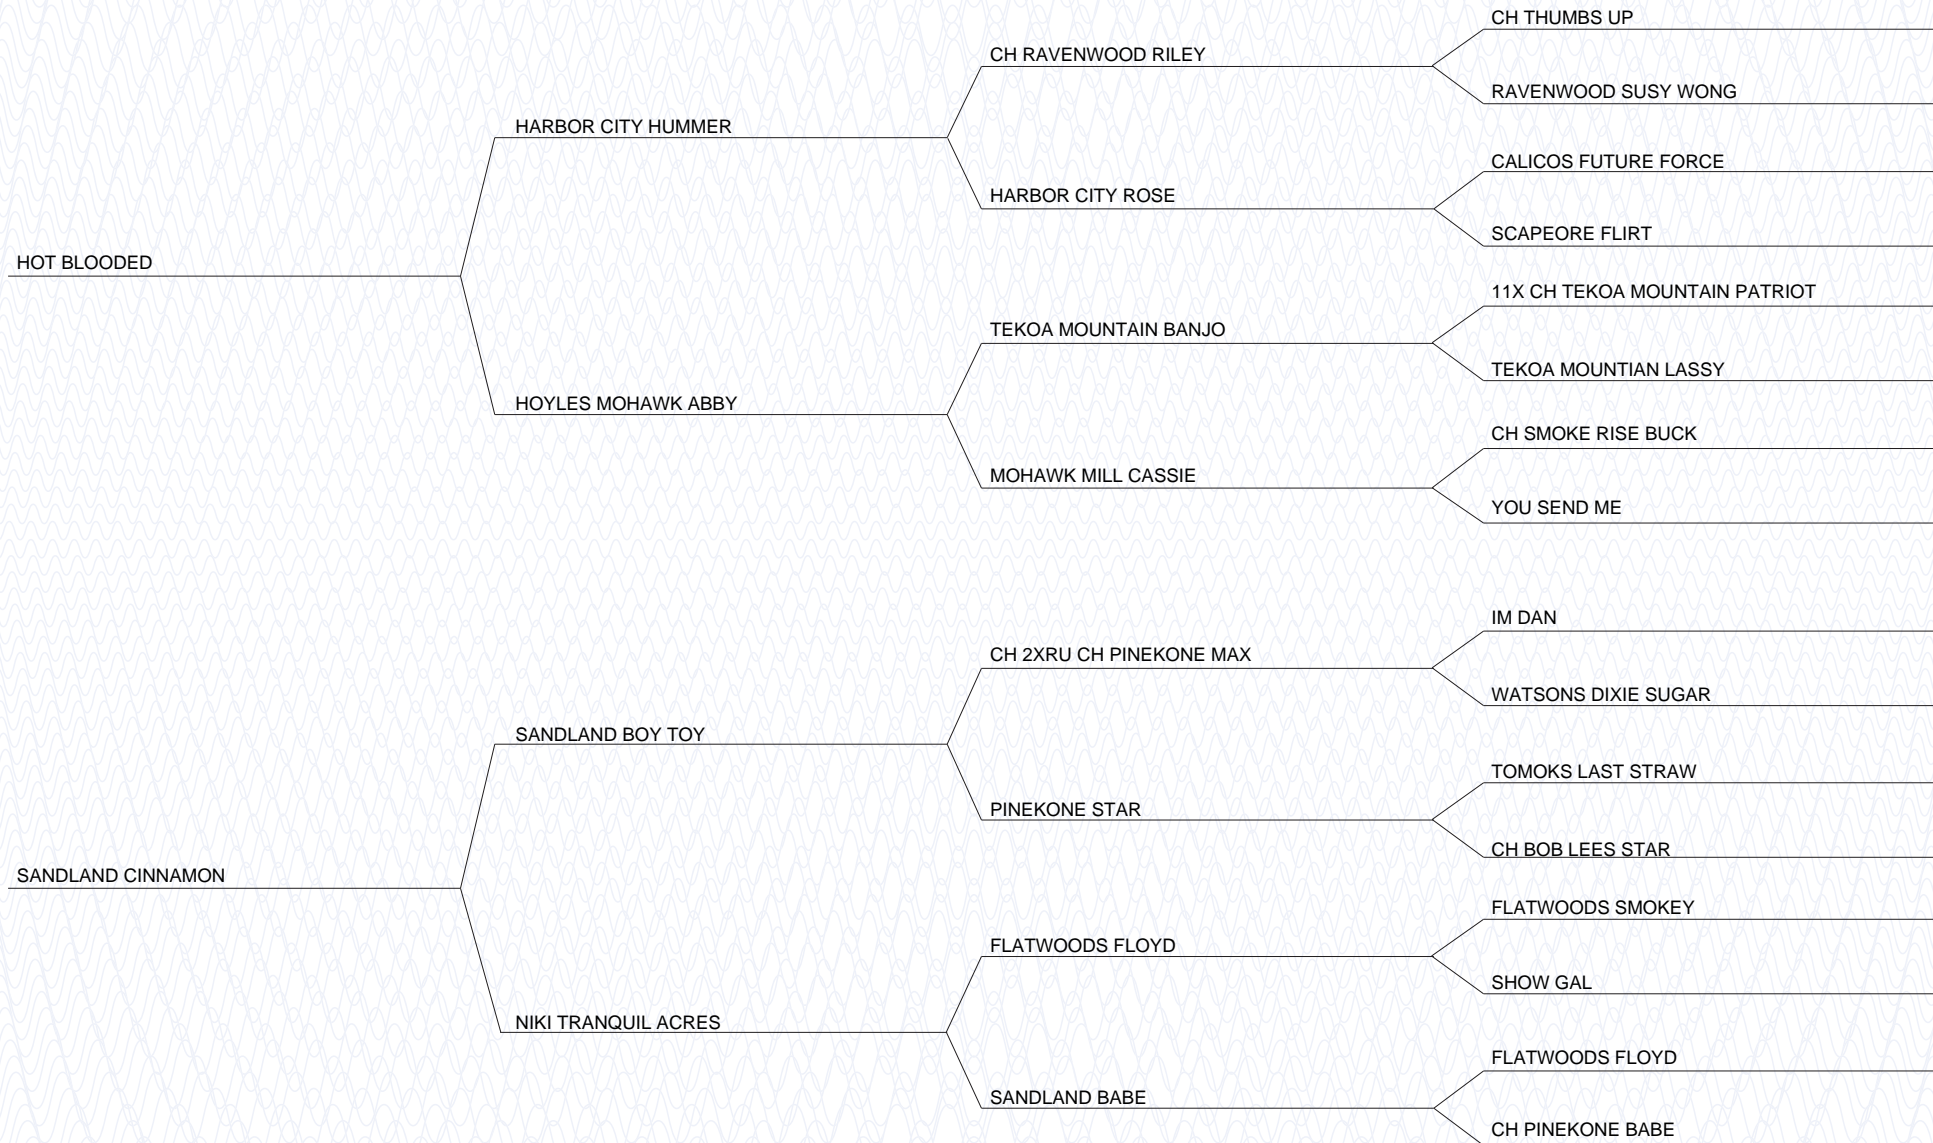 CH THUMBS UP
CH RAVENWOOD RILEY
RAVENWOOD SUSY WONG
HARBOR CITY HUMMER
CALICOS FUTURE FORCE
HARBOR CITY ROSE
SCAPEORE FLIRT
HOT BLOODED
11X CH TEKOA MOUNTAIN PATRIOT
TEKOA MOUNTAIN BANJO
TEKOA MOUNTIAN LASSY
HOYLES MOHAWK ABBY
CH SMOKE RISE BUCK
MOHAWK MILL CASSIE
YOU SEND ME
IM DAN
CH 2XRU CH PINEKONE MAX
WATSONS DIXIE SUGAR
SANDLAND BOY TOY
TOMOKS LAST STRAW
PINEKONE STAR
CH BOB LEES STAR
SANDLAND CINNAMON
FLATWOODS SMOKEY
FLATWOODS FLOYD
SHOW GAL
NIKI TRANQUIL ACRES
FLATWOODS FLOYD
SANDLAND BABE
CH PINEKONE BABE